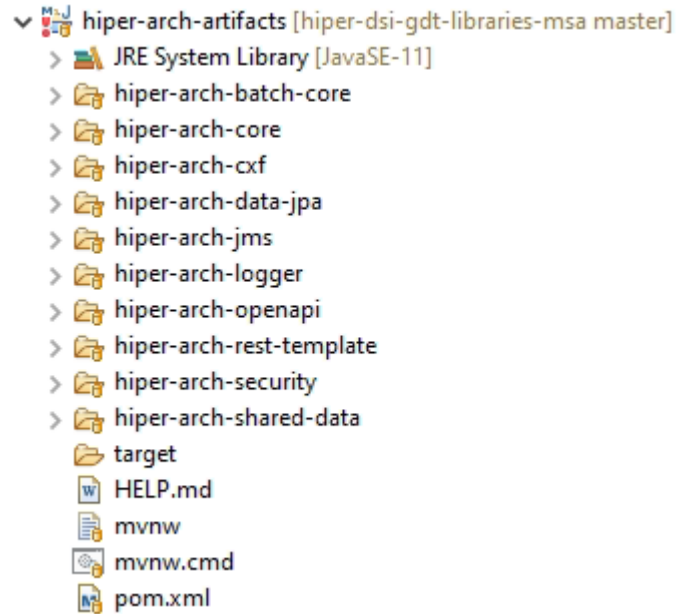 hiper-arch-artifacts [hiper-dsi-gdt-libraries-msa master]
JRE System Library [JavaSE-11]
hiper-arch-batch-core
hiper-arch-core
hiper-arch-cxf
hiper-arch-data-jpa
hiper-arch-jms
hiper-arch-logger
hiper-arch-openapi
hiper-arch-rest-template
hiper-arch-security
hiper-arch-shared-data
target
HELP.md
mvnw
mvnw.cmd
pom.xml